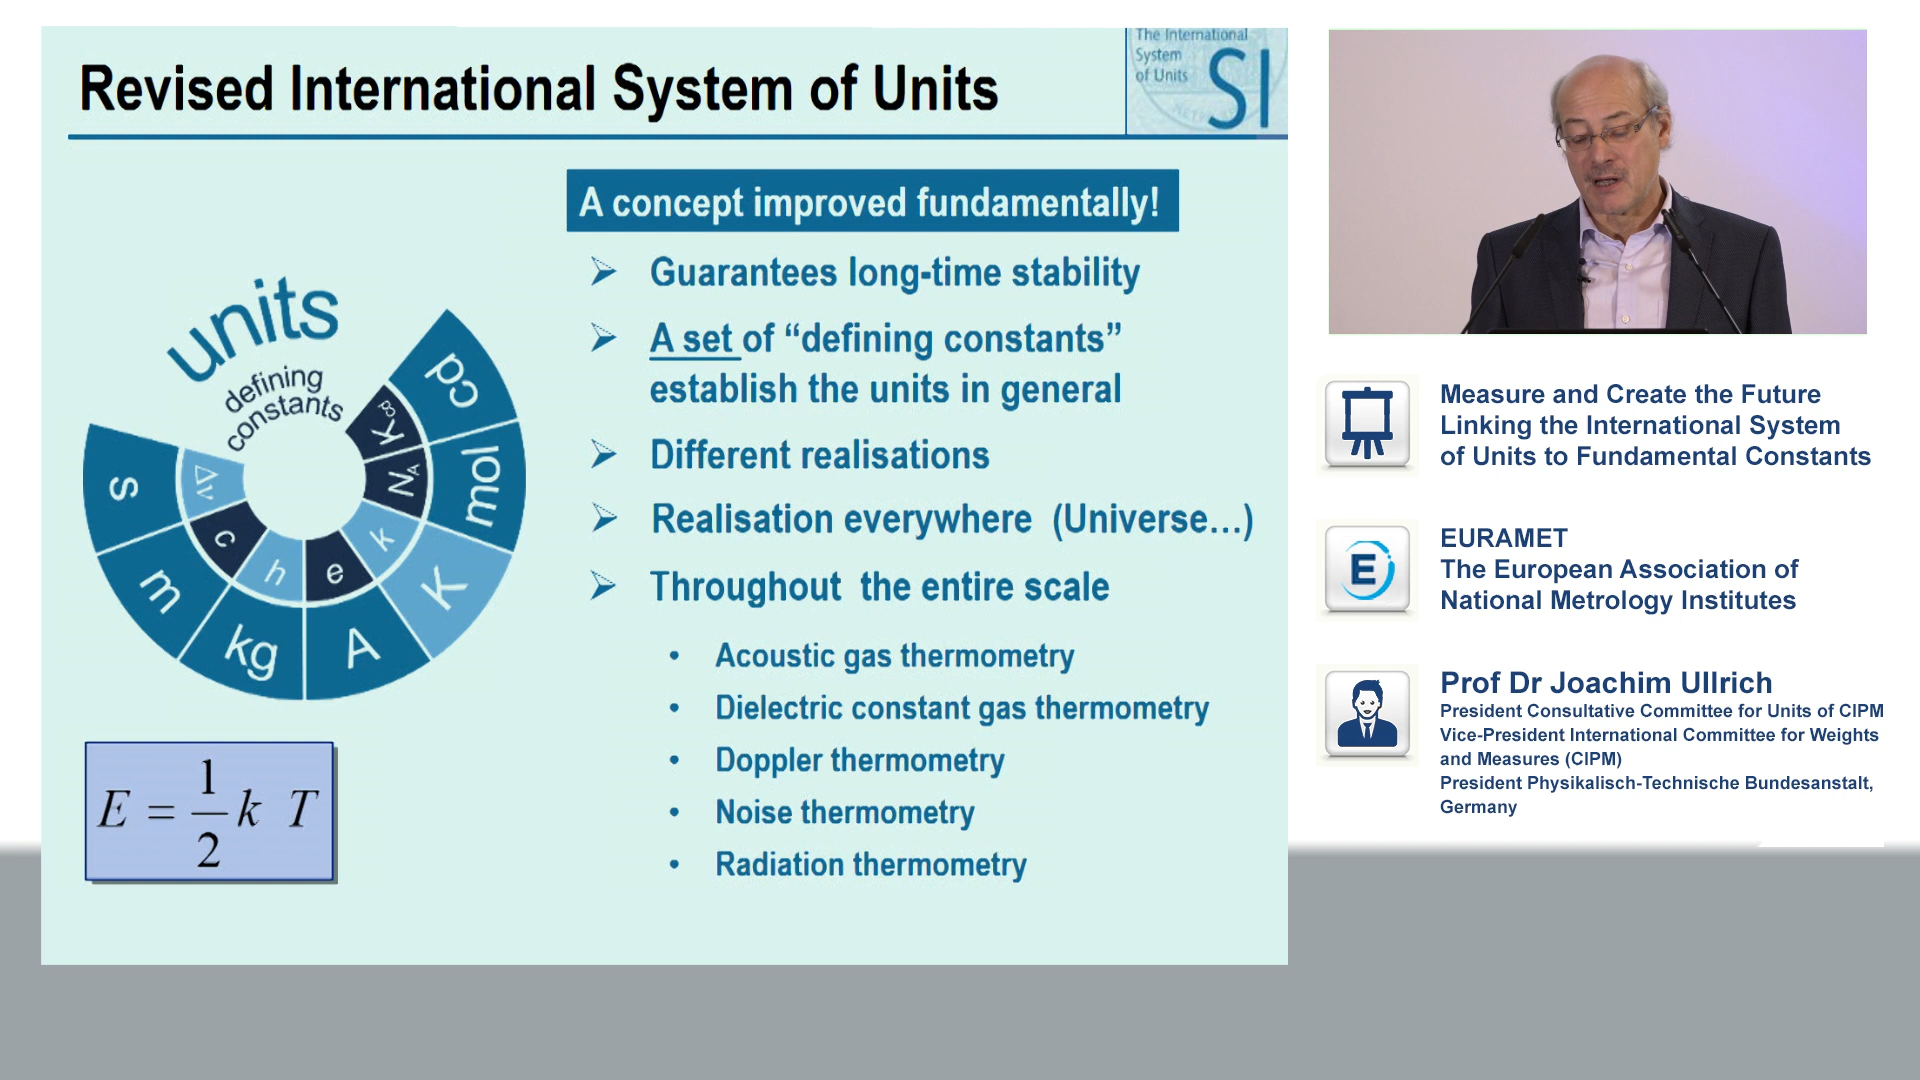 Revised International System of Units
The International
System
of Units
SI
A concept improved fundamentally!
➢ Guarantees long-time stability
➢ A set of “defining constants”
establish the units in general
➢ Different realisations
➢ Realisation everywhere (Universe...)
➢ Throughout the entire scale
• Acoustic gas thermometry
• Dielectric constant gas thermometry
• Doppler thermometry
• Noise thermometry
• Radiation thermometry
units
defining
constants
s
m
kg
A
K
mol
cd
Δν
c
h
e
k
N_A
K_cd
E = 1/2 k T
Measure and Create the Future
Linking the International System
of Units to Fundamental Constants
E
EURAMET
The European Association of
National Metrology Institutes
Prof Dr Joachim Ullrich
President Consultative Committee for Units of CIPM
Vice-President International Committee for Weights
and Measures (CIPM)
President Physikalisch-Technische Bundesanstalt,
Germany